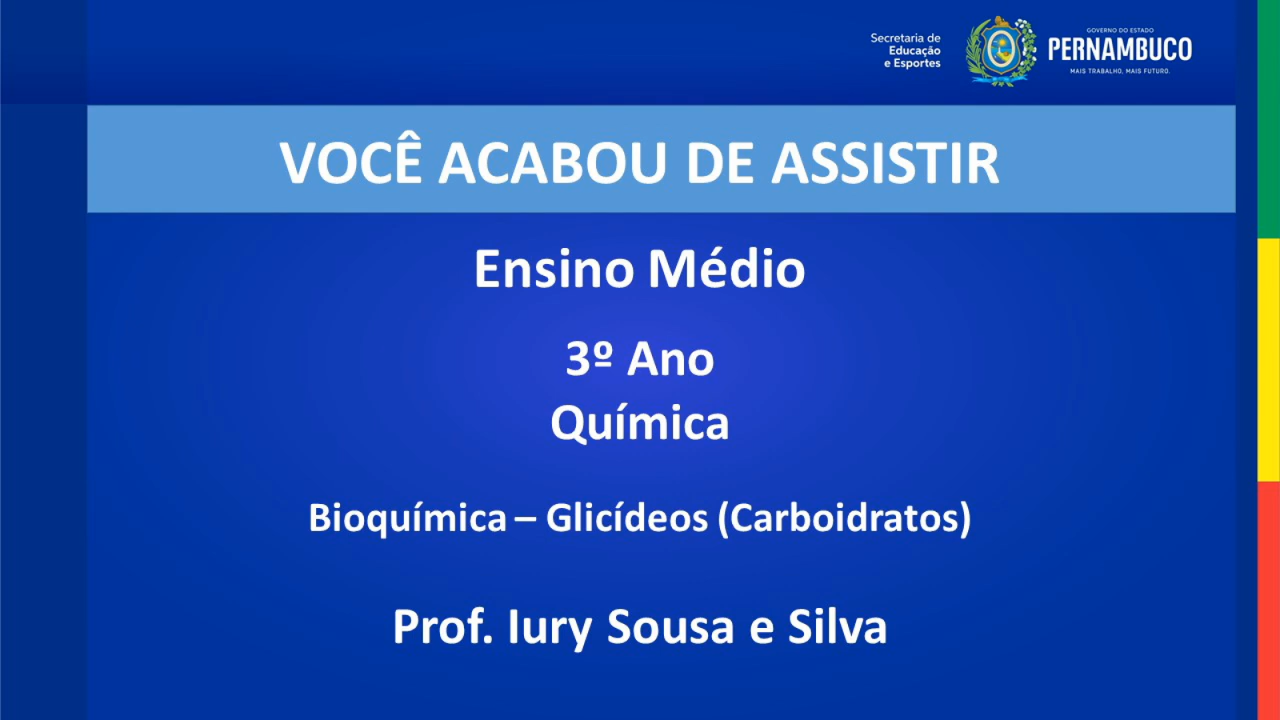 Secretaria de
Educação
e Esportes
GOVERNO DO ESTADO
PERNAMBUCO
MAIS TRABALHO, MAIS FUTURO.
VOCÊ ACABOU DE ASSISTIR
Ensino Médio
3º Ano
Química
Bioquímica – Glicídeos (Carboidratos)
Prof. Iury Sousa e Silva